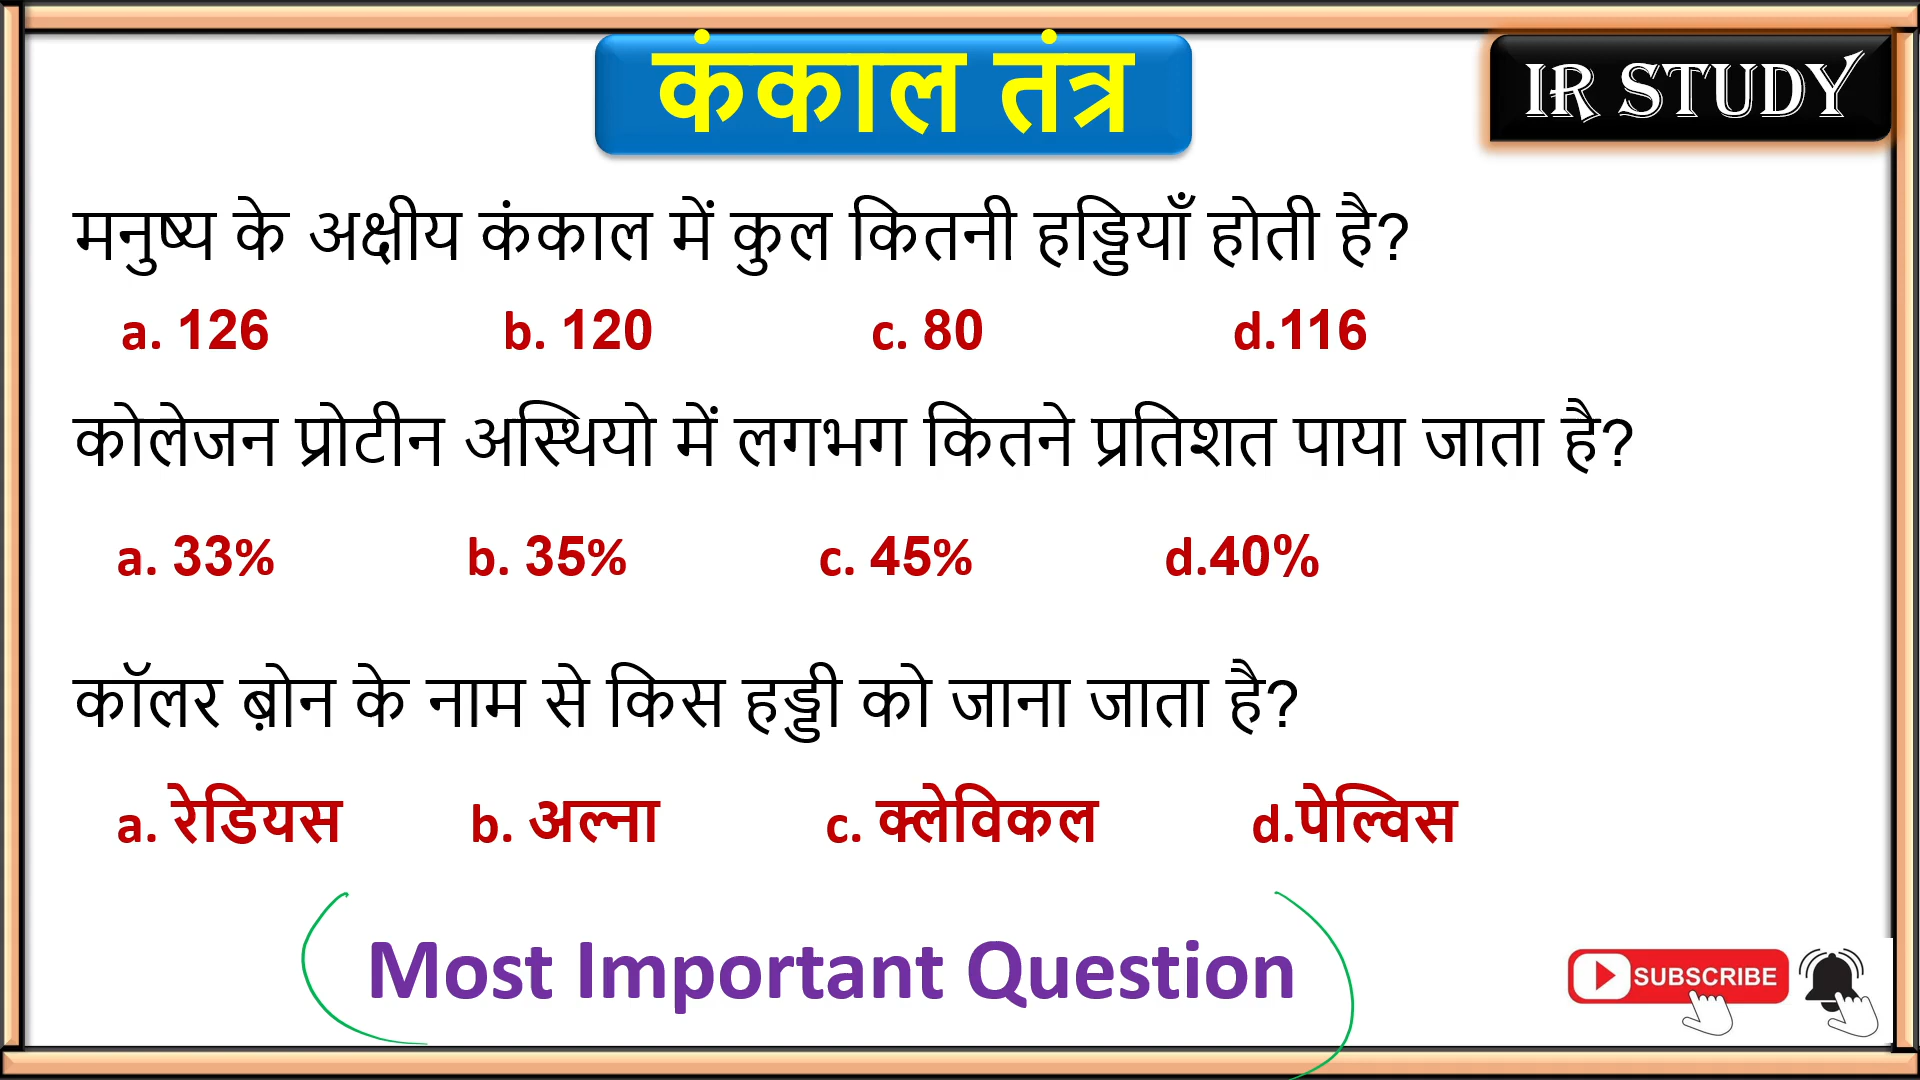 कंकाल तंत्र
IR STUDY
मनुष्य के अक्षीय कंकाल में कुल कितनी हड्डियाँ होती है?
a. 126 b. 120 c. 80 d.116
कोलेजन प्रोटीन अस्थियो में लगभग कितने प्रतिशत पाया जाता है?
a. 33% b. 35% c. 45% d.40%
कॉलर ब़ोन के नाम से किस हड्डी को जाना जाता है?
a. रेडियस b. अल्ना c. क्लेविकल d.पेल्विस
Most Important Question
SUBSCRIBE